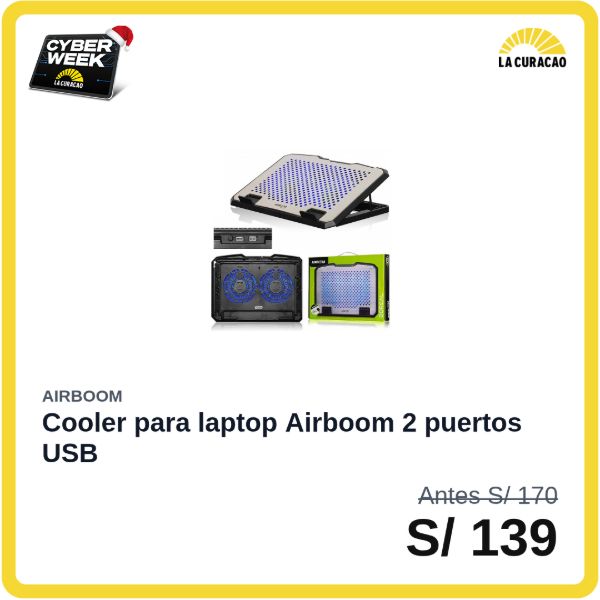 CYBER
WEEK
LA CURACAO
LA CURACAO
AIRBOOM
Cooler para laptop Airboom 2 puertos
USB
Antes S/ 170
S/ 139